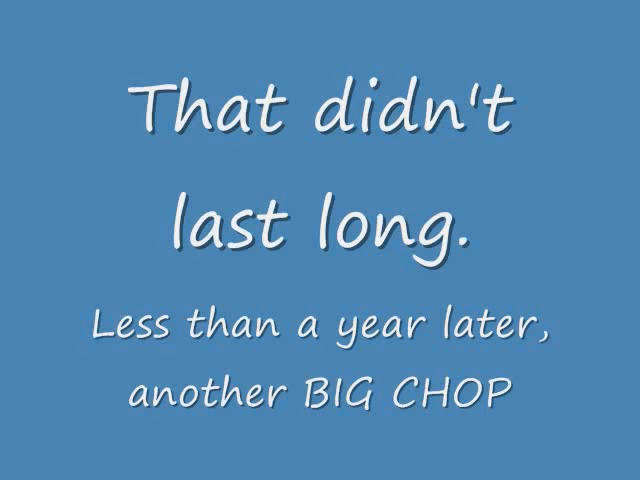 That didn't
last long.
Less than a year later,
another BIG CHOP